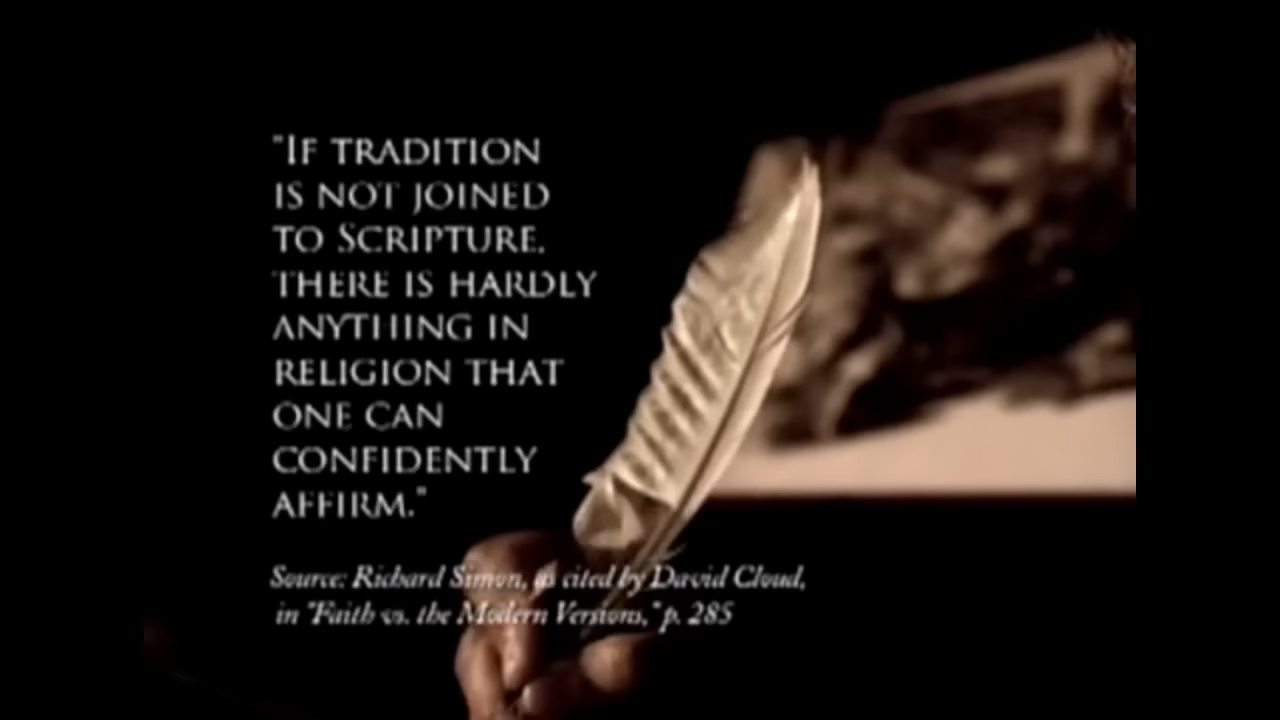 "If tradition
is not joined
to Scripture,
there is hardly
anything in
religion that
one can
confidently
affirm."
Source: Richard Simon, as cited by David Cloud,
in "Faith vs. the Modern Versions," p. 285